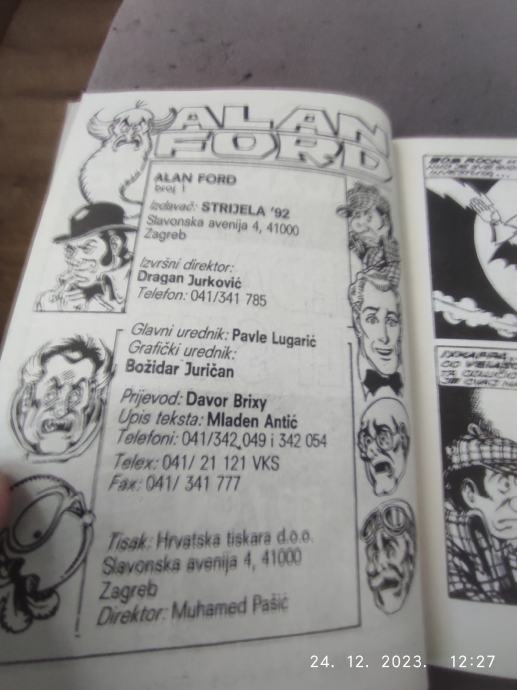 ALAN
FORD
ALAN FORD
broj 1
Izdavač: STRIJELA '92
Slavonska avenija 4, 41000
Zagreb
Izvršni direktor:
Dragan Jurković
Telefon: 041/341 785
Glavni urednik: Pavle Lugarić
Grafički urednik:
Božidar Juričan
Prijevod: Davor Brixy
Upis teksta: Mladen Antić
Telefoni: 041/342 049 i 342 054
Telex: 041/ 21 121 VKS
Fax: 041/ 341 777
Tisak: Hrvatska tiskara d.o.o.
Slavonska avenija 4, 41000
Zagreb
Direktor: Muhamed Pašić
BOB ROCK
24. 12. 2023. 12:27